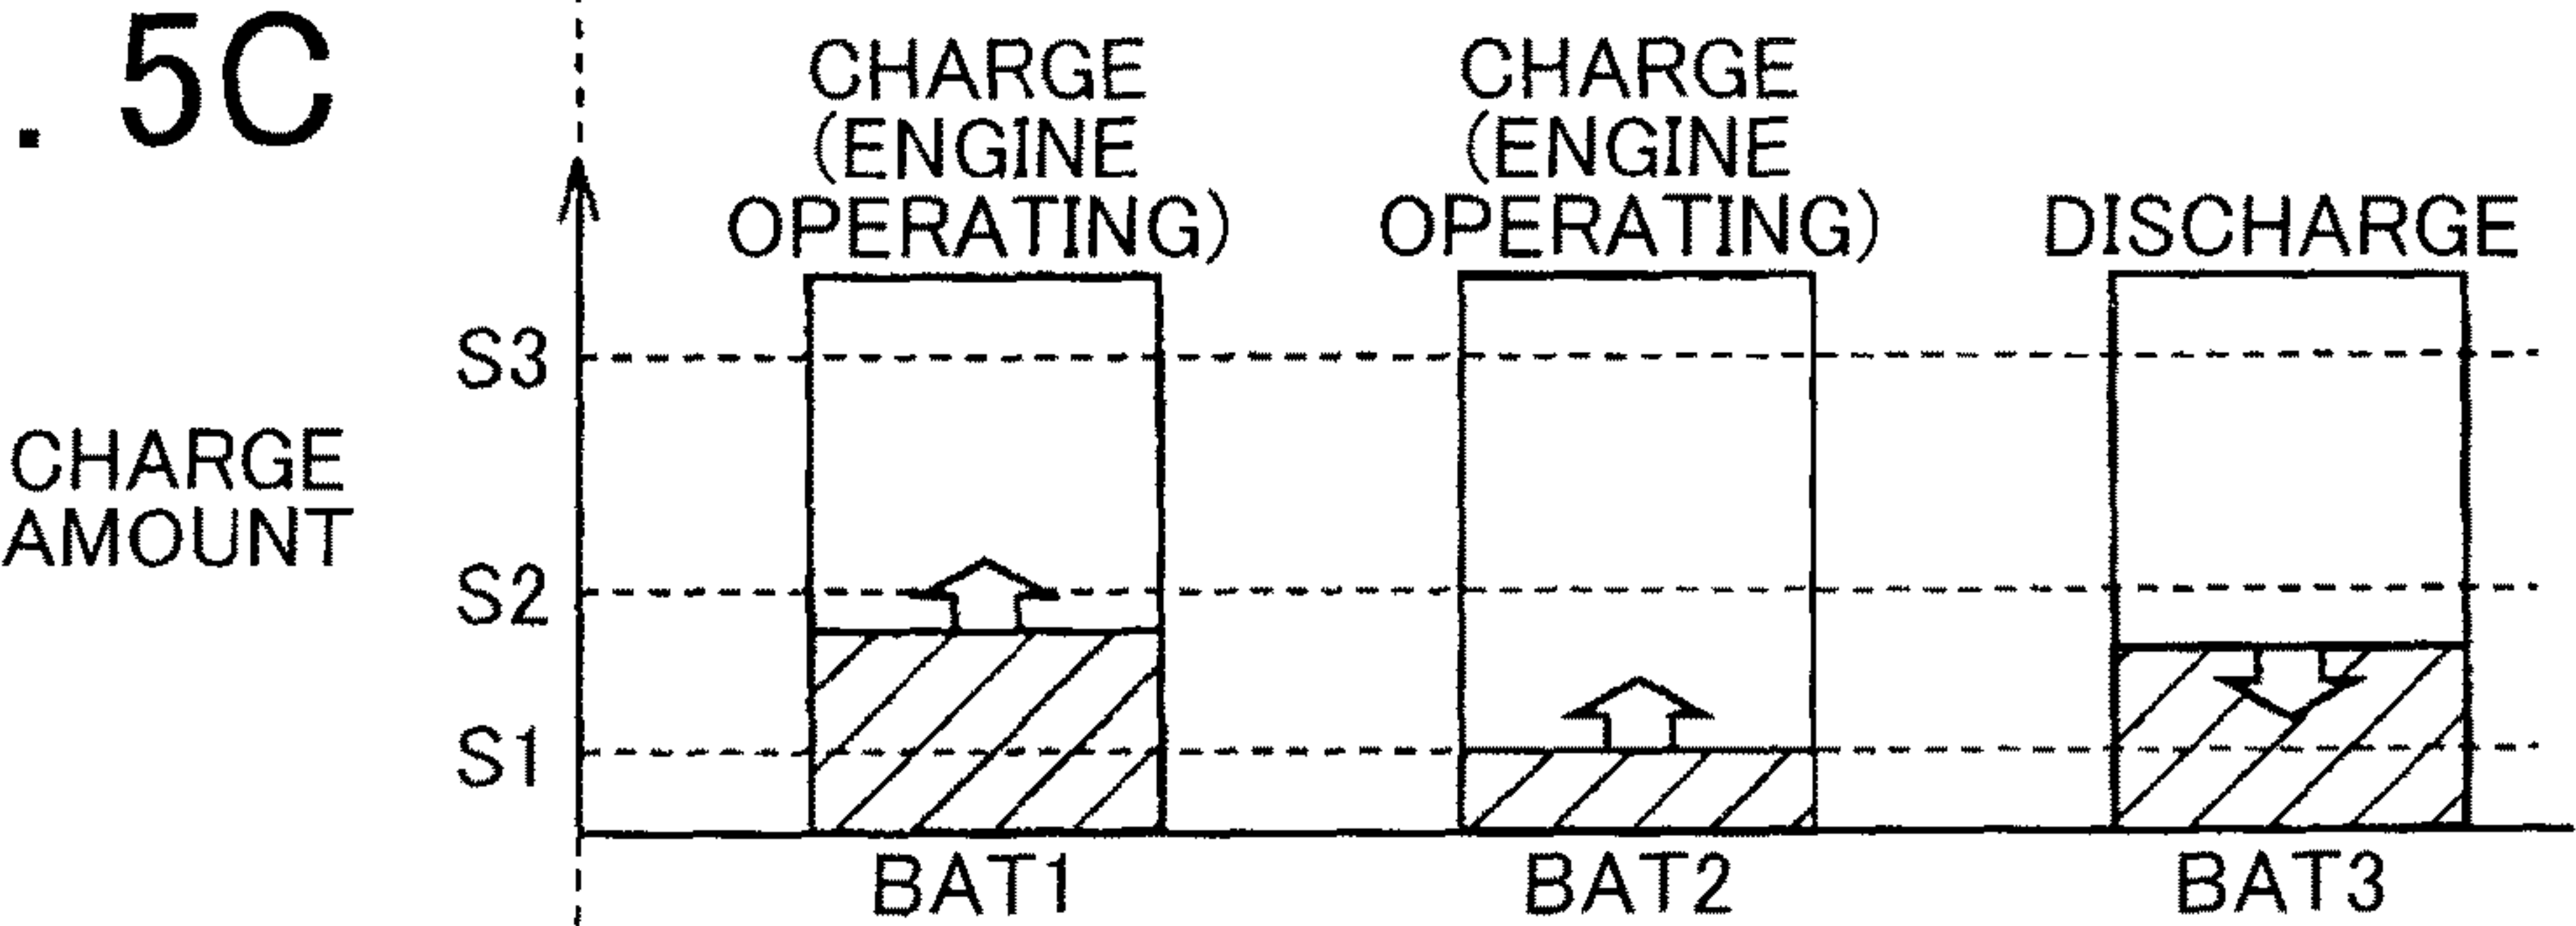 . 5C
CHARGE
(ENGINE
OPERATING)
CHARGE
(ENGINE
OPERATING)
DISCHARGE
S3
CHARGE
AMOUNT
S2
S1
BAT1
BAT2
BAT3